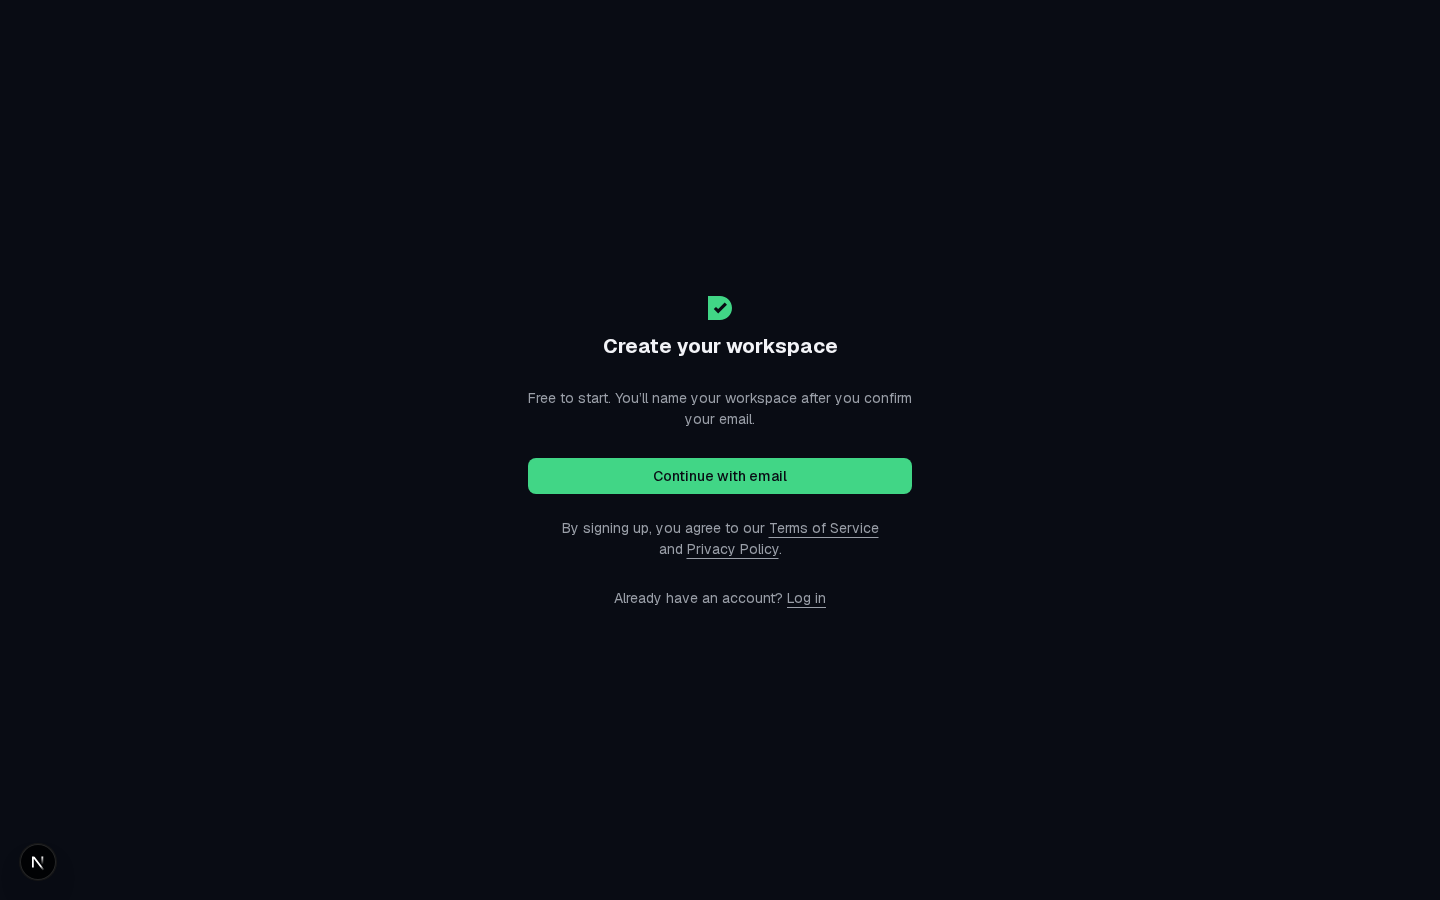 Create your workspace
Free to start. You’ll name your workspace after you confirm
your email.
Continue with email
By signing up, you agree to our Terms of Service
and Privacy Policy.
Already have an account? Log in
N